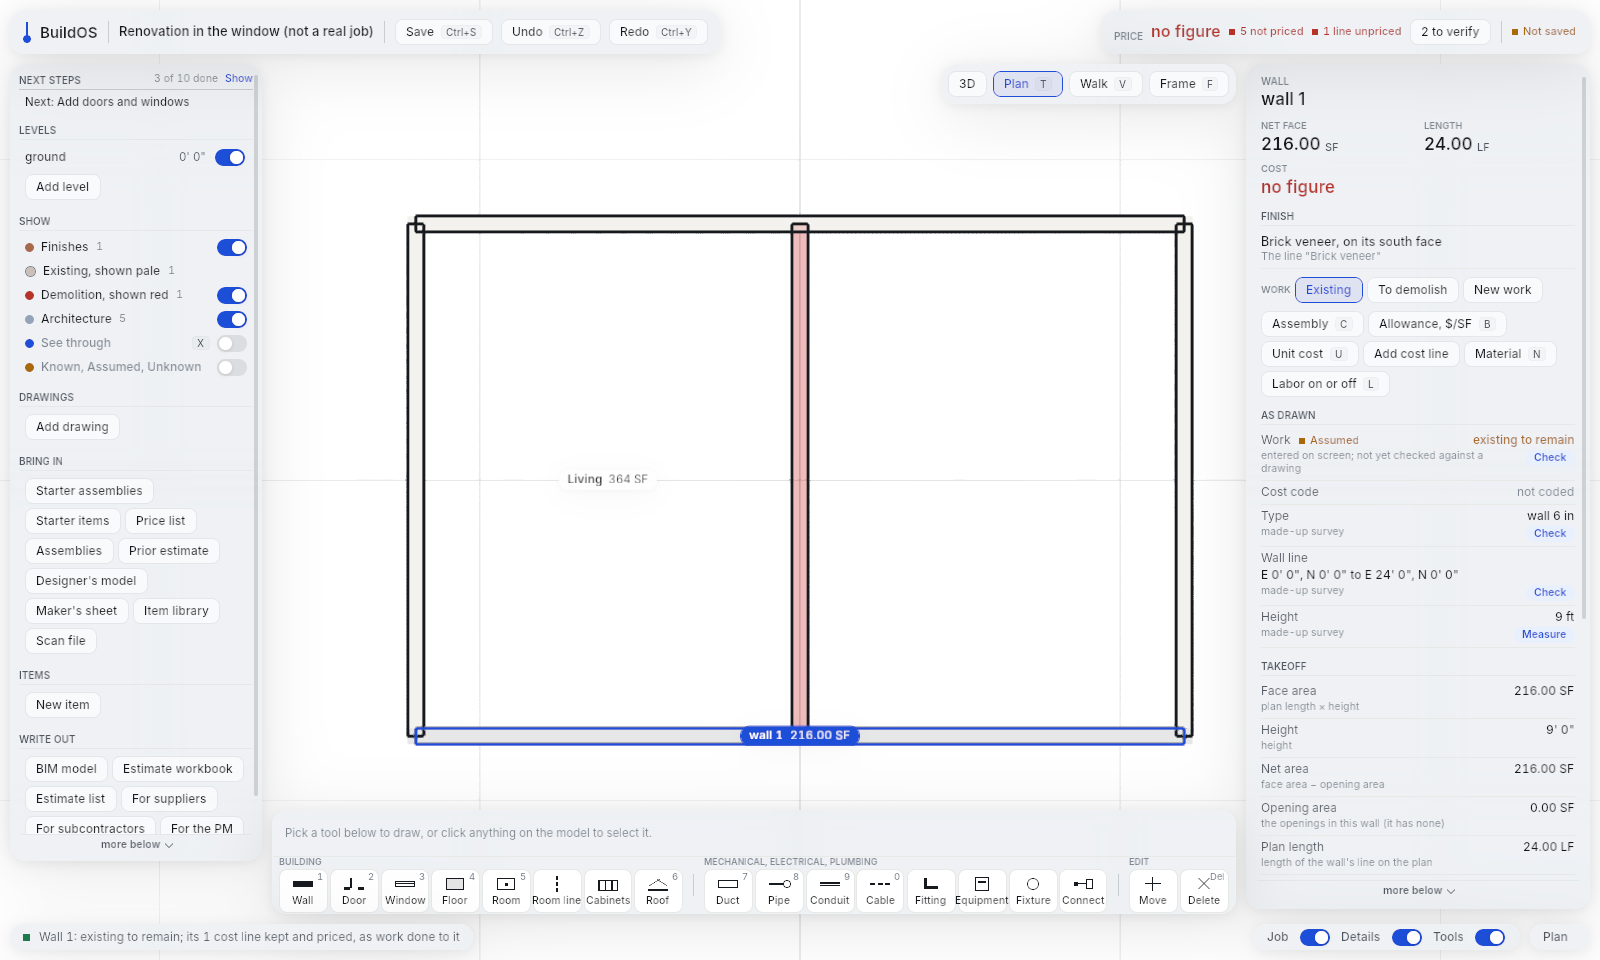 BuildOS
Renovation in the window (not a real job)
Save Ctrl+S
Undo Ctrl+Z
Redo Ctrl+Y
PRICE no figure 5 not priced 1 line unpriced 2 to verify Not saved
NEXT STEPS 3 of 10 done Show
Next: Add doors and windows
LEVELS
ground 0' 0"
Add level
SHOW
Finishes 1
Existing, shown pale 1
Demolition, shown red 1
Architecture 5
See through X
Known, Assumed, Unknown
DRAWINGS
Add drawing
BRING IN
Starter assemblies
Starter items Price list
Assemblies Prior estimate
Designer's model
Maker's sheet Item library
Scan file
ITEMS
New item
WRITE OUT
BIM model Estimate workbook
Estimate list For suppliers
For subcontractors For the PM
more below
3D Plan T Walk V Frame F
Living 364 SF
wall 1 216.00 SF
Pick a tool below to draw, or click anything on the model to select it.
BUILDING
Wall 1 Door 2 Window 3 Floor 4 Room 5 Room line Cabinets Roof 6
MECHANICAL, ELECTRICAL, PLUMBING
Duct 7 Pipe 8 Conduit 9 Cable 0 Fitting Equipment Fixture Connect
EDIT
Move Delete Del
WALL
wall 1
NET FACE LENGTH
216.00 SF 24.00 LF
COST
no figure
FINISH
Brick veneer, on its south face
The line "Brick veneer"
WORK Existing To demolish New work
Assembly C Allowance, $/SF B
Unit cost U Add cost line Material N
Labor on or off L
AS DRAWN
Work Assumed existing to remain
entered on screen; not yet checked against a drawing Check
Cost code not coded
Type wall 6 in
made-up survey Check
Wall line
E 0' 0", N 0' 0" to E 24' 0", N 0' 0"
made-up survey Check
Height 9 ft
made-up survey Measure
TAKEOFF
Face area 216.00 SF
plan length × height
Height 9' 0"
height
Net area 216.00 SF
face area − opening area
Opening area 0.00 SF
the openings in this wall (it has none)
Plan length 24.00 LF
length of the wall's line on the plan
more below
Wall 1: existing to remain; its 1 cost line kept and priced, as work done to it
Job Details Tools Plan